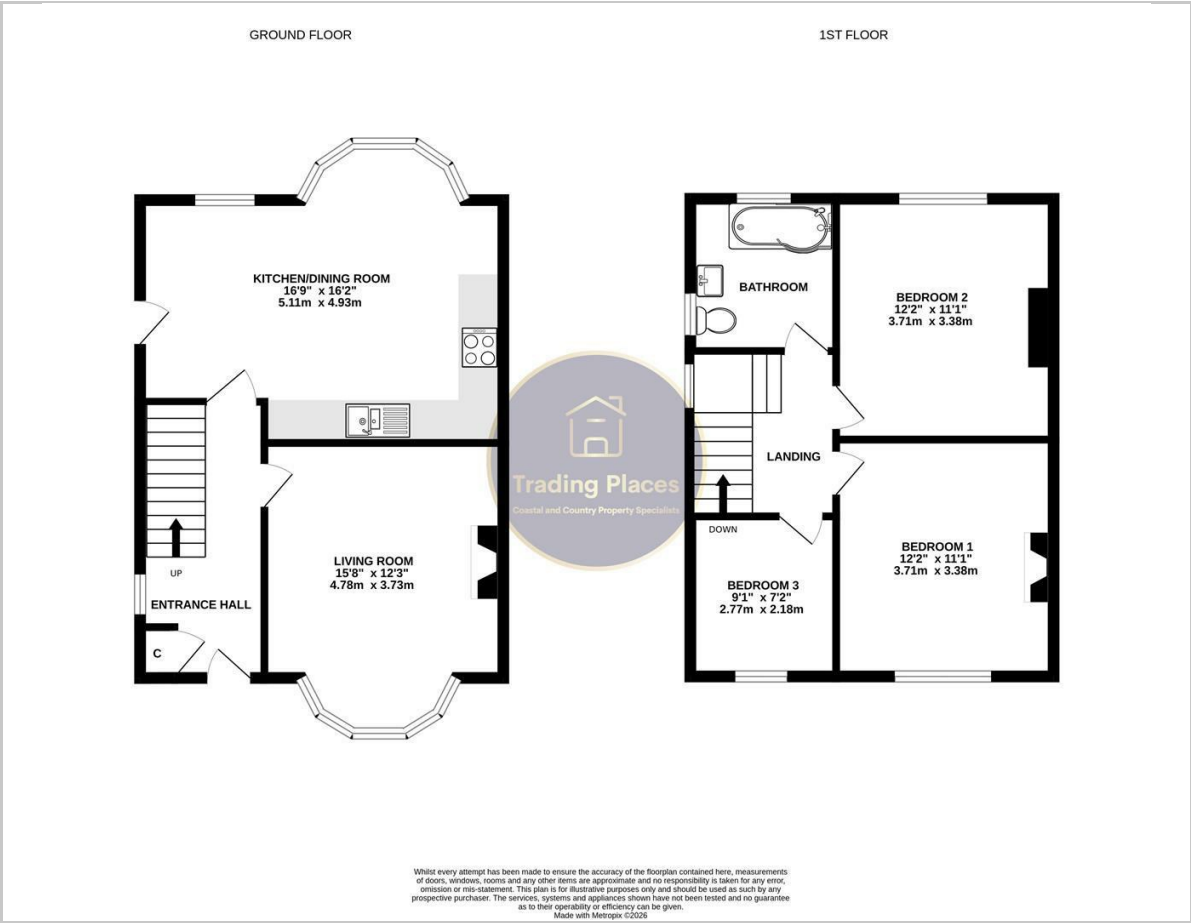 GROUND FLOOR
1ST FLOOR
KITCHEN/DINING ROOM
16'9" x 16'2"
5.11m x 4.93m
UP
ENTRANCE HALL
C
LIVING ROOM
15'8" x 12'3"
4.78m x 3.73m
Trading Places
Coastal and Country Property Specialists
BATHROOM
BEDROOM 2
12'2" x 11'1"
3.71m x 3.38m
LANDING
DOWN
BEDROOM 3
9'1" x 7'2"
2.77m x 2.18m
BEDROOM 1
12'2" x 11'1"
3.71m x 3.38m
Whilst every attempt has been made to ensure the accuracy of the floorplan contained here, measurements
of doors, windows, rooms and any other items are approximate and no responsibility is taken for any error,
omission or mis-statement. This plan is for illustrative purposes only and should be used as such by any
prospective purchaser. The services, systems and appliances shown have not been tested and no guarantee
as to their operability or efficiency can be given.
Made with Metropix ©2026